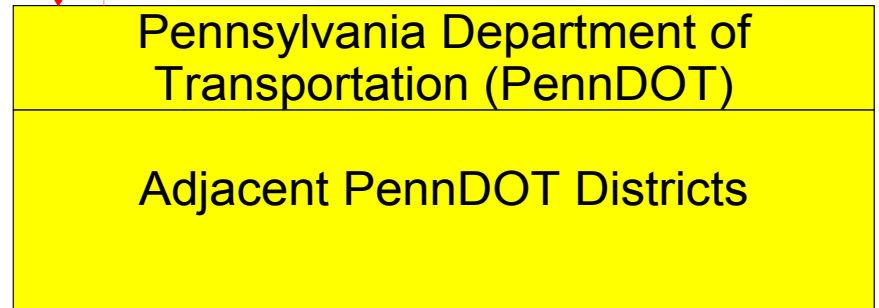 Pennsylvania Department of
Transportation (PennDOT)
Adjacent PennDOT Districts